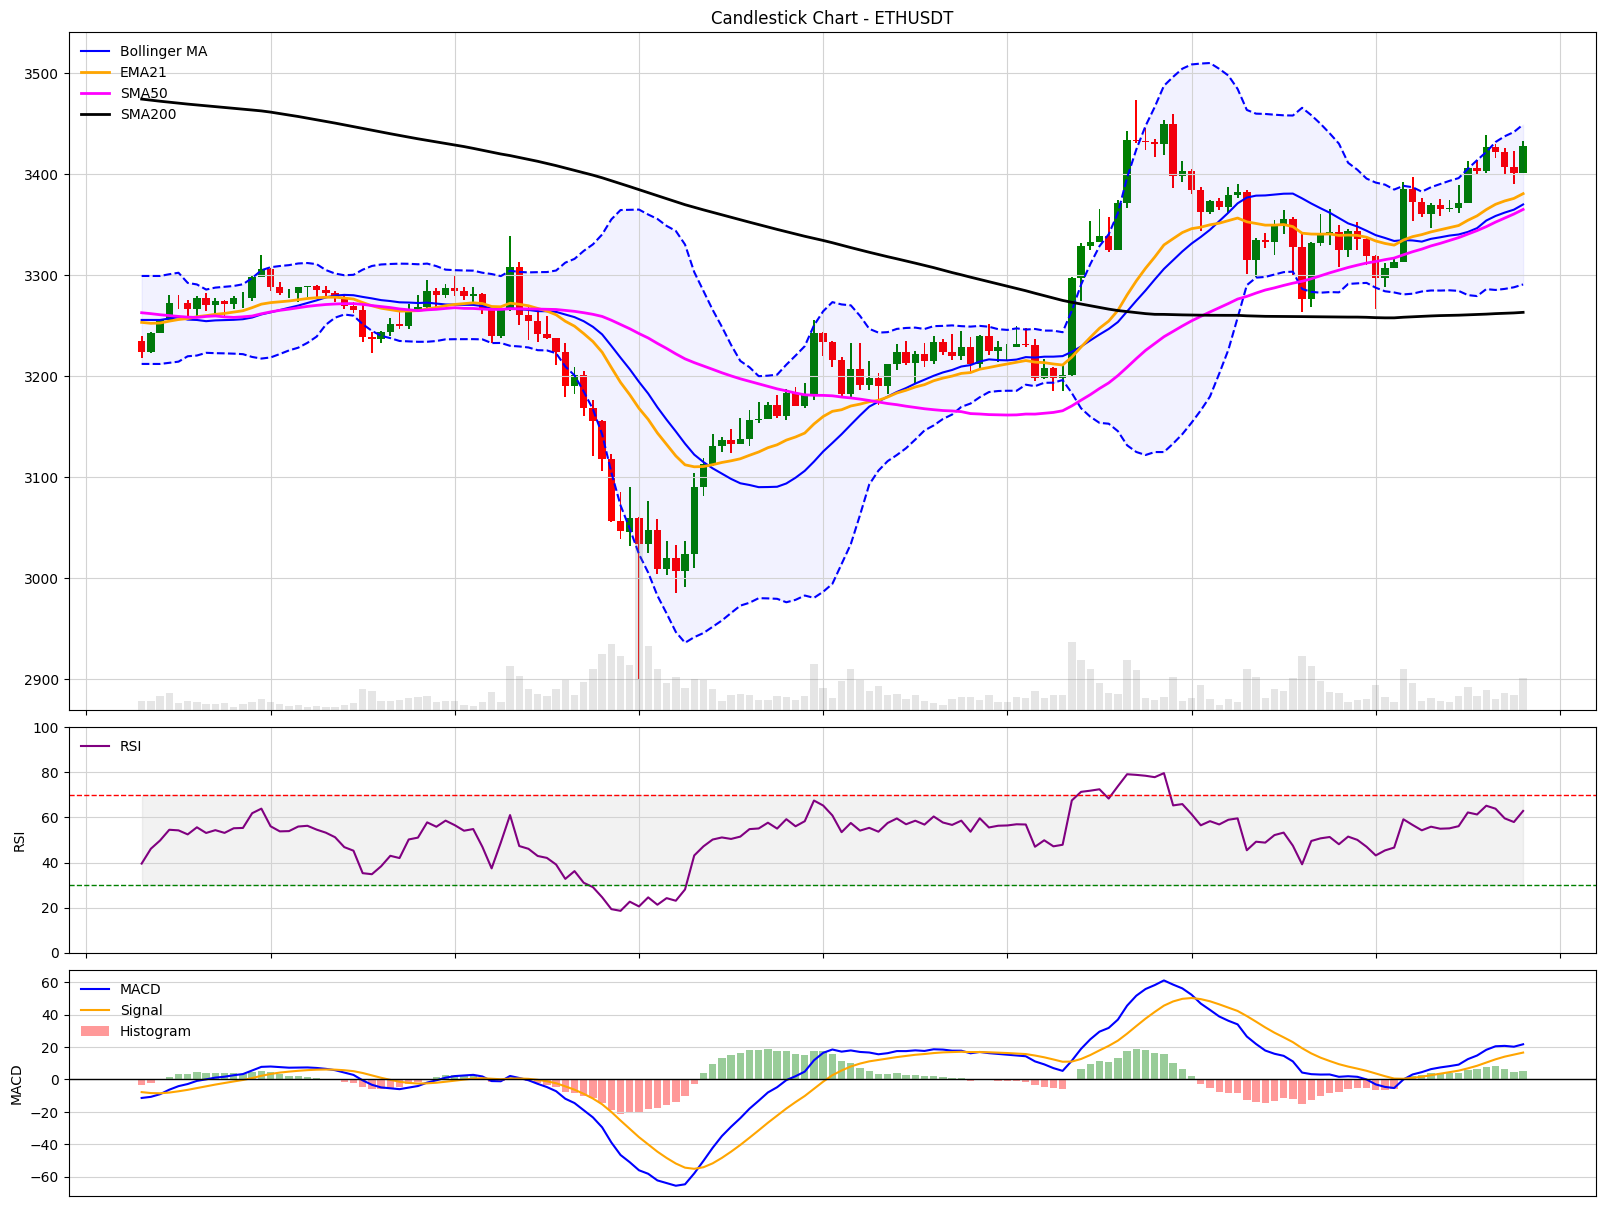 Candlestick Chart - ETHUSDT
Bollinger MA
EMA21
SMA50
SMA200
3500
3400
3300
3200
3100
3000
2900
RSI
RSI
100
80
60
40
20
0
MACD
Signal
Histogram
MACD
60
40
20
0
−20
−40
−60